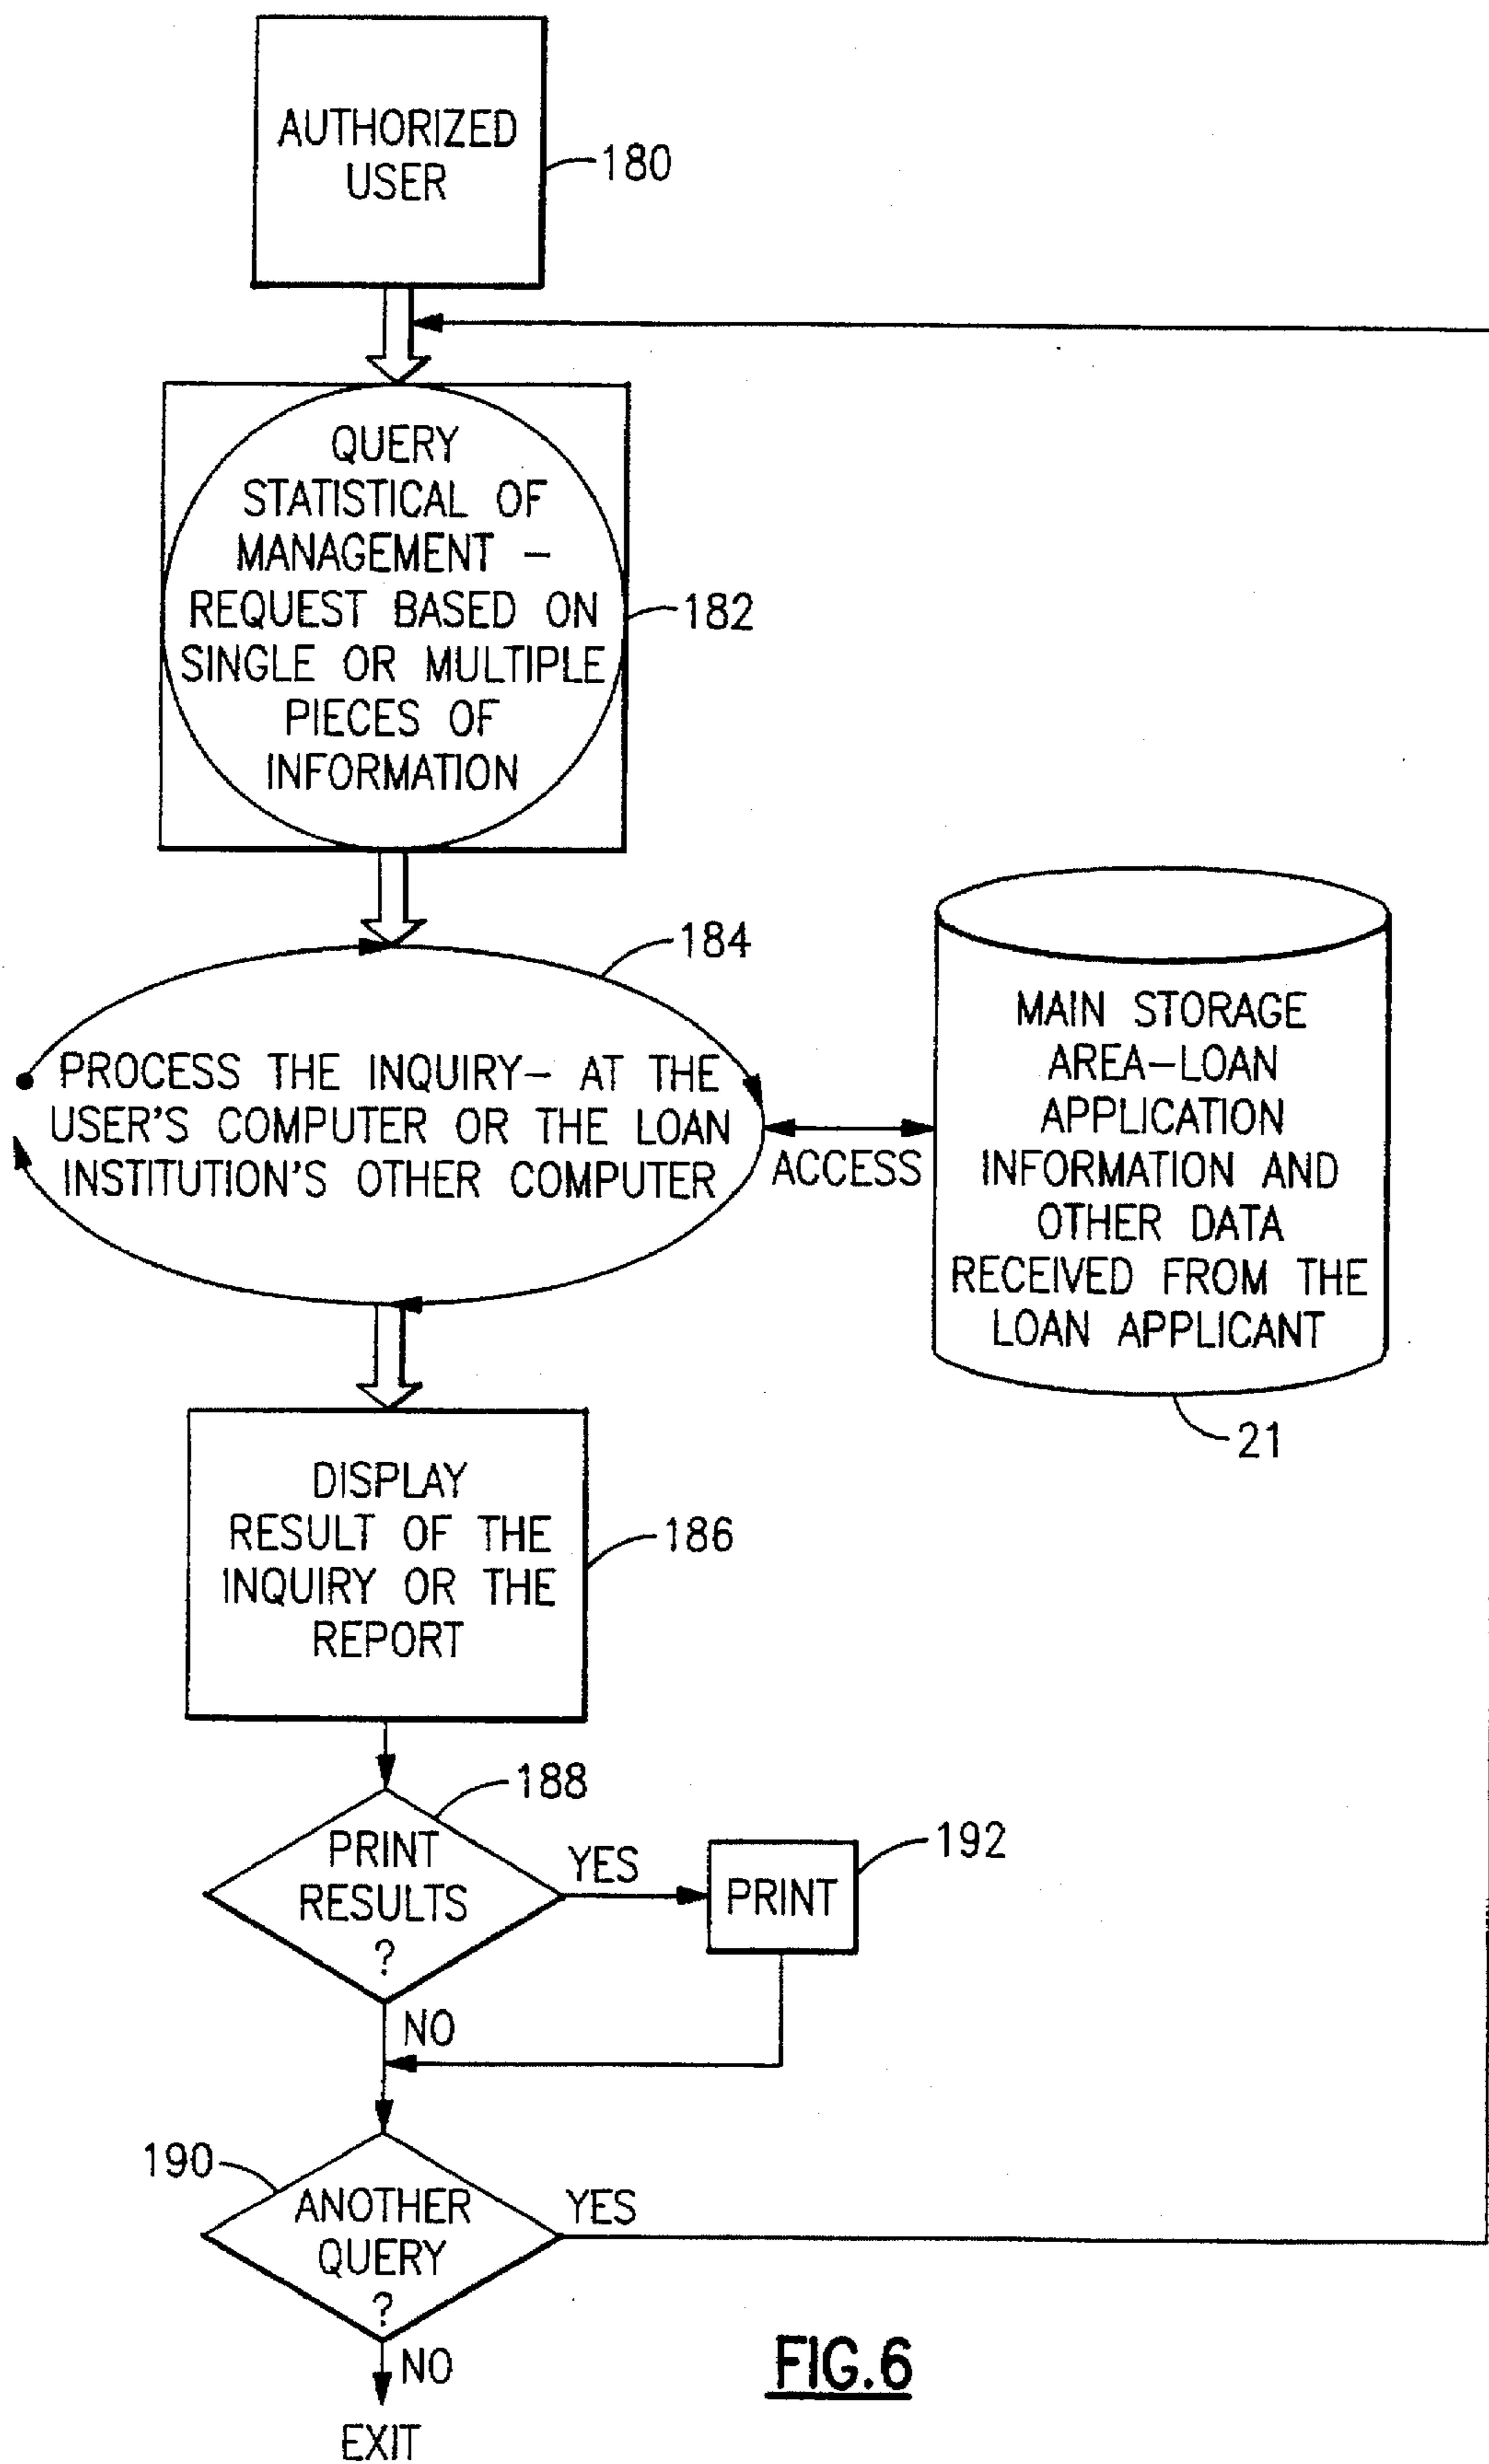 AUTHORIZED
USER
180
QUERY
STATISTICAL OF
MANAGEMENT –
REQUEST BASED ON
SINGLE OR MULTIPLE
PIECES OF
INFORMATION
182
184
PROCESS THE INQUIRY– AT THE
USER'S COMPUTER OR THE LOAN
INSTITUTION'S OTHER COMPUTER
ACCESS
MAIN STORAGE
AREA–LOAN
APPLICATION
INFORMATION AND
OTHER DATA
RECEIVED FROM THE
LOAN APPLICANT
21
DISPLAY
RESULT OF THE
INQUIRY OR THE
REPORT
186
188
PRINT
RESULTS
?
YES
PRINT
192
NO
190
ANOTHER
QUERY
?
YES
NO
EXIT
FIG.6